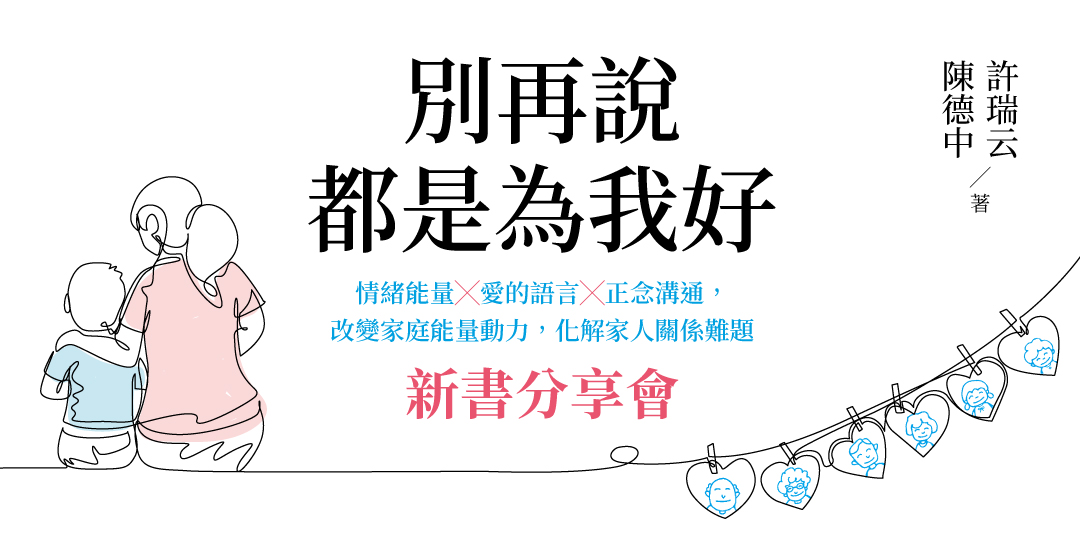 別再說
都是為我好
情緒能量╳愛的語言╳正念溝通，
改變家庭能量動力，化解家人關係難題
新書分享會
許瑞云
陳德中
／著